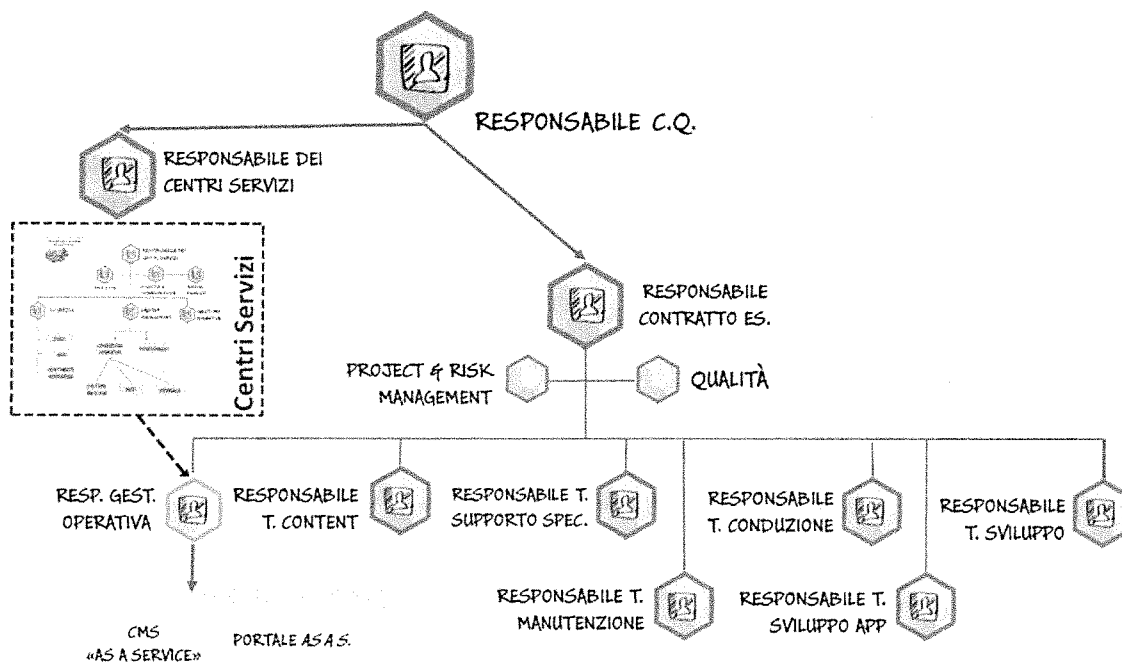 RESPONSABILE C.Q.
RESPONSABILE DEI
CENTRI SERVIZI
Centri Servizi
RESPONSABILE
CONTRATTO ES.
PROJECT & RISK
MANAGEMENT
QUALITÀ
RESP. GEST.
OPERATIVA
RESPONSABILE
T. CONTENT
RESPONSABILE T.
SUPPORTO SPEC.
RESPONSABILE
T. CONDUZIONE
RESPONSABILE
T. SVILUPPO
RESPONSABILE T.
MANUTENZIONE
RESPONSABILE T.
SVILUPPO APP
CMS
«AS A SERVICE»
PORTALE AS A S.